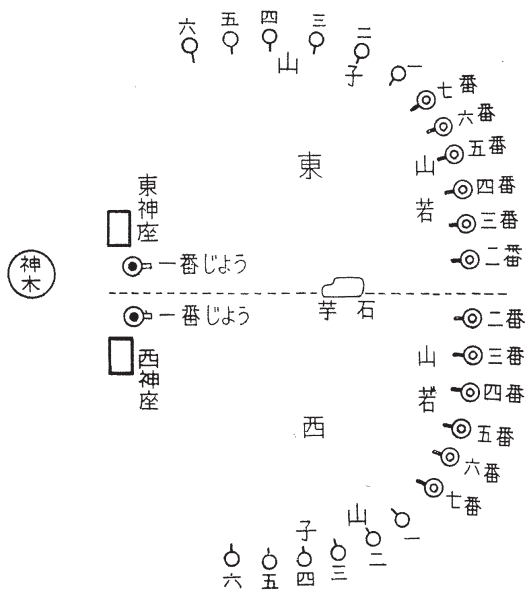 六
五
四
三
二
一
山子
七番
六番
五番
四番
三番
二番
山若
東
東神座
一番じょう
神木
芋石
一番じょう
西神座
西
二番
三番
四番
五番
六番
七番
山若
山子
一
二
三
四
五
六